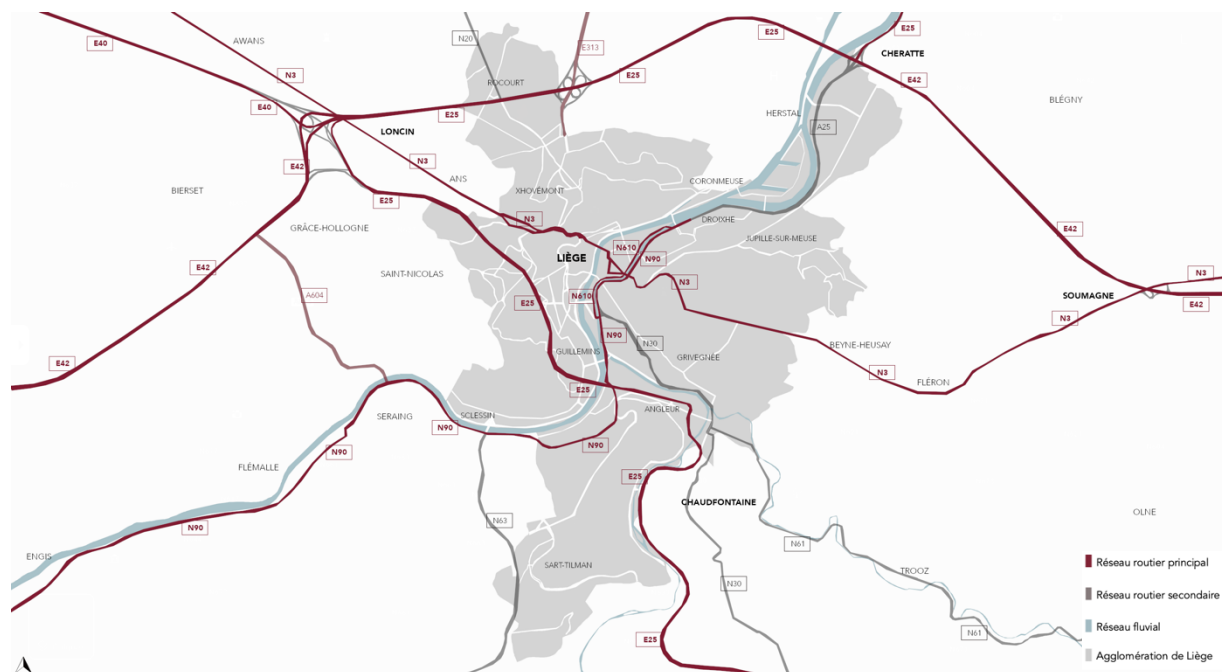 E25
E40
AWANS
N20
E313
E25
CHERATTE
N3
E25
ROCOURT
E42
E40
E25
BLÉGNY
HERSTAL
LONCIN
A25
E42
N3
ANS
CORONMEUSE
BIERSET
XHOVÉMONT
E25
DROIXHE
N3
GRÂCE-HOLLOGNE
E42
JUPILLE-SUR-MEUSE
N610
LIÈGE
N90
E42
SAINT-NICOLAS
N3
N3
A604
E25
N610
SOUMAGNE
E42
N3
N90
N30
BEYNE-HEUSAY
GUILLEMINS
GRIVEGNÉE
E42
N3
FLÉRON
E25
ANGLEUR
SERAING
SCLESSIN
N90
N90
N90
FLÉMALLE
E25
CHAUDFONTAINE
OLNE
N63
N90
N61
ENGIS
SART-TILMAN
TROOZ
N30
N61
E25
Réseau routier principal
Réseau routier secondaire
Réseau fluvial
Agglomération de Liège